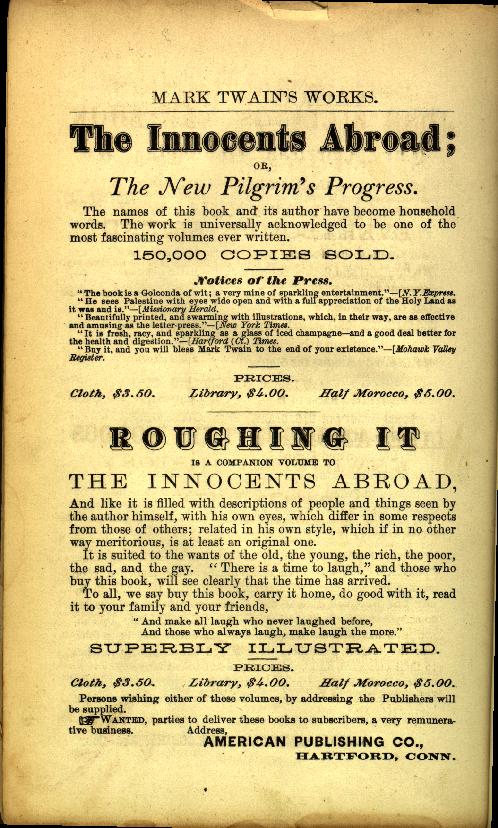 MARK TWAIN'S WORKS.
The Innocents Abroad;
OR,
The New Pilgrim's Progress.
The names of this book and its author have become household
words. The work is universally acknowledged to be one of the
most fascinating volumes ever written.
150,000 COPIES SOLD.
Notices of the Press.
"The book is a Golconda of wit; a very mine of sparkling entertainment."—[N. Y. Express.
"He sees Palestine with eyes wide open and with a full appreciation of the Holy Land as
it was and is."—[Missionary Herald.
"Beautifully printed, and swarming with illustrations, which, in their way, are as effective
and amusing as the letter-press."—[New York Times.
"It is fresh, racy, and sparkling as a glass of iced champagne—and a good deal better for
the health and digestion."—[Hartford (Ct.) Times.
"Buy it, and you will bless Mark Twain to the end of your existence."—[Mohawk Valley
Register.
PRICES.
Cloth, $3.50. Library, $4.00. Half Morocco, $5.00.
ROUGHING IT
IS A COMPANION VOLUME TO
THE INNOCENTS ABROAD,
And like it is filled with descriptions of people and things seen by
the author himself, with his own eyes, which differ in some respects
from those of others; related in his own style, which if in no other
way meritorious, is at least an original one.
It is suited to the wants of the old, the young, the rich, the poor,
the sad, and the gay. "There is a time to laugh," and those who
buy this book, will see clearly that the time has arrived.
To all, we say buy this book, carry it home, do good with it, read
it to your family and your friends,
"And make all laugh who never laughed before,
And those who always laugh, make laugh the more."
SUPERBLY ILLUSTRATED.
PRICES.
Cloth, $3.50. Library, $4.00. Half Morocco, $5.00.
Persons wishing either of these volumes, by addressing the Publishers will
be supplied.
☞ WANTED, parties to deliver these books to subscribers, a very remunera-
tive business. Address,
AMERICAN PUBLISHING CO.,
HARTFORD, CONN.